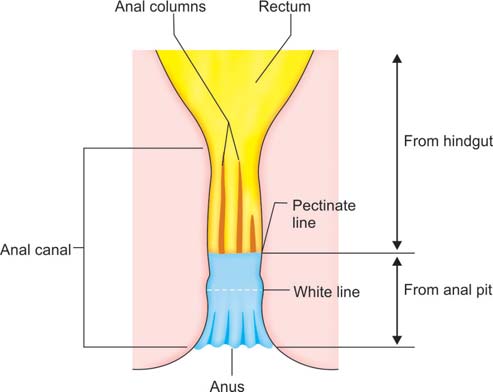 Anal columns
Rectum
From hindgut
Pectinate
line
Anal canal
White line
From anal pit
Anus